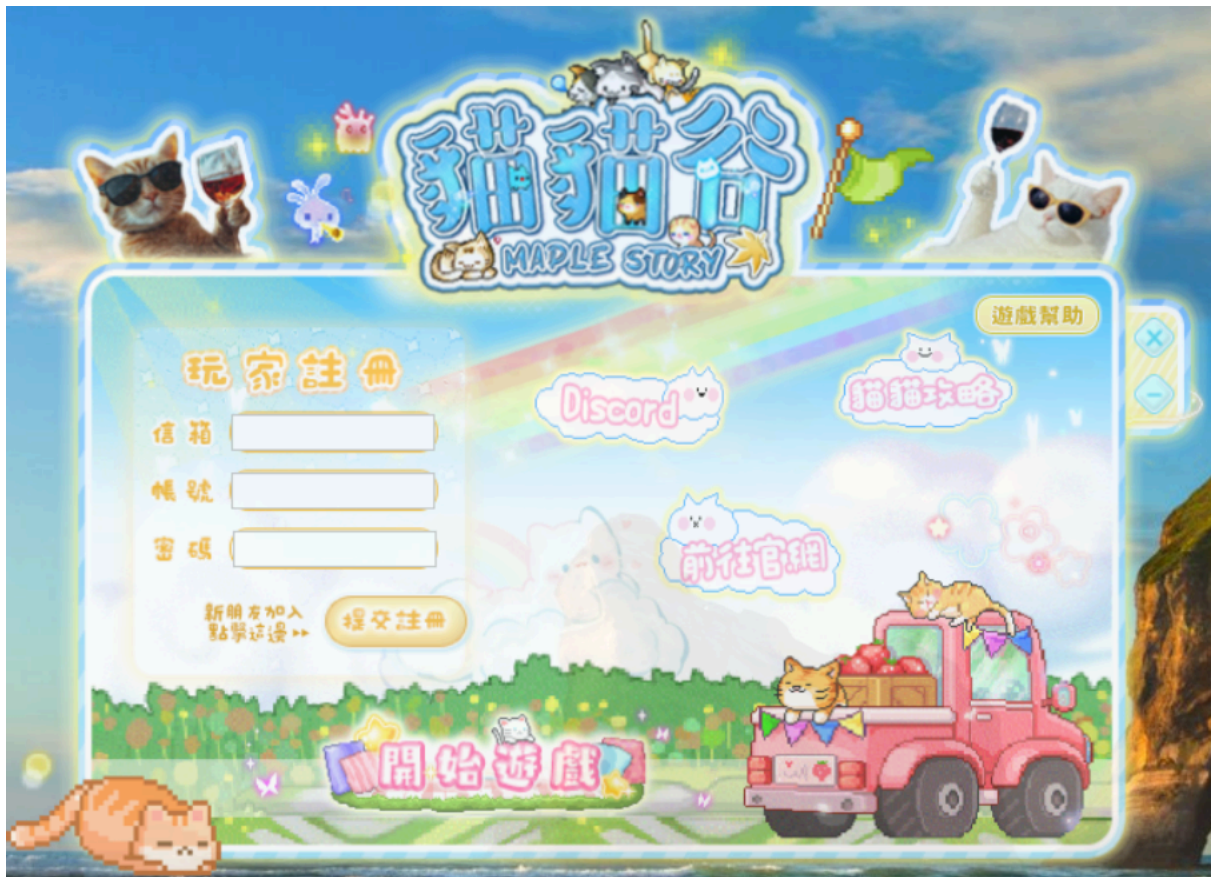 貓貓谷
MAPLE STORY
遊戲幫助
玩家註冊
信箱
帳號
密碼
新朋友加入
點擊這邊
提交註冊
Discord
貓貓攻略
前往官網
開始遊戲